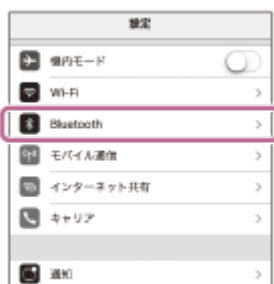 設定
機内モード
Wi-Fi
Bluetooth
モバイル通信
インターネット共有
キャリア
通知